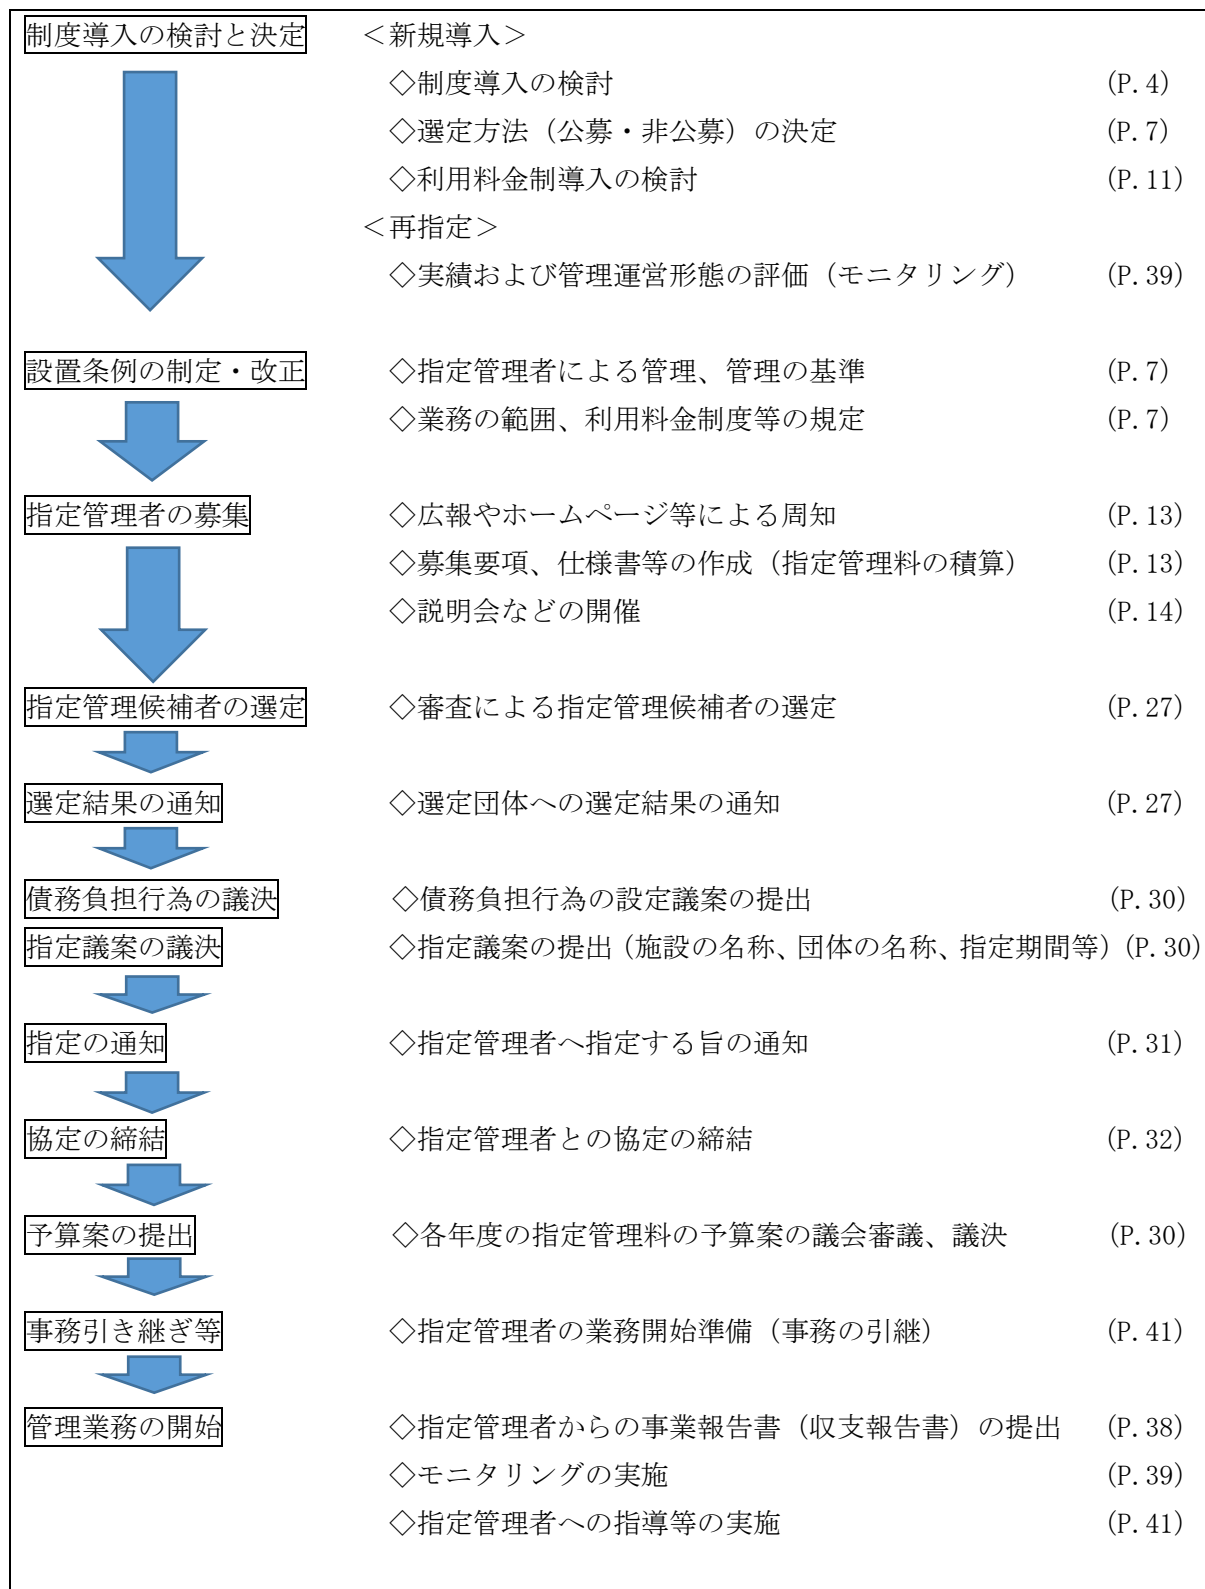 制度導入の検討と決定 <新規導入>
◇制度導入の検討 (P.4)
◇選定方法（公募・非公募）の決定 (P.7)
◇利用料金制導入の検討 (P.11)
<再指定>
◇実績および管理運営形態の評価（モニタリング） (P.39)
設置条例の制定・改正 ◇指定管理者による管理、管理の基準 (P.7)
◇業務の範囲、利用料金制度等の規定 (P.7)
指定管理者の募集 ◇広報やホームページ等による周知 (P.13)
◇募集要項、仕様書等の作成（指定管理料の積算） (P.13)
◇説明会などの開催 (P.14)
指定管理候補者の選定 ◇審査による指定管理候補者の選定 (P.27)
選定結果の通知 ◇選定団体への選定結果の通知 (P.27)
債務負担行為の議決 ◇債務負担行為の設定議案の提出 (P.30)
指定議案の議決 ◇指定議案の提出（施設の名称、団体の名称、指定期間等）(P.30)
指定の通知 ◇指定管理者へ指定する旨の通知 (P.31)
協定の締結 ◇指定管理者との協定の締結 (P.32)
予算案の提出 ◇各年度の指定管理料の予算案の議会審議、議決 (P.30)
事務引き継ぎ等 ◇指定管理者の業務開始準備（事務の引継） (P.41)
管理業務の開始 ◇指定管理者からの事業報告書（収支報告書）の提出 (P.38)
◇モニタリングの実施 (P.39)
◇指定管理者への指導等の実施 (P.41)